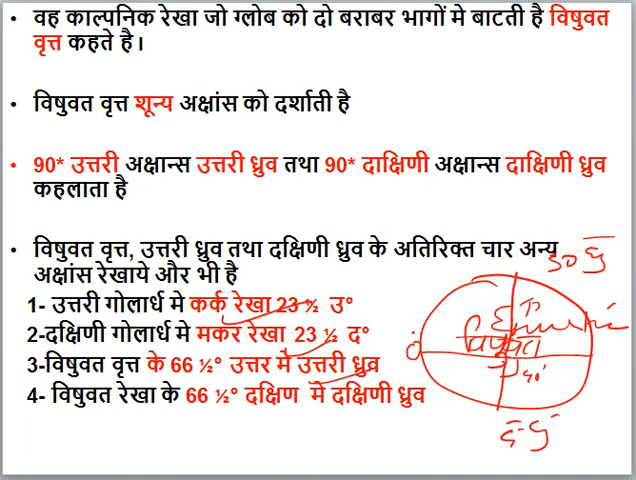 • वह काल्पनिक रेखा जो ग्लोब को दो बराबर भागों मे बाटती है विषुवत
वृत्त कहते है।
• विषुवत वृत्त शून्य अक्षांस को दर्शाती है
• 90* उत्तरी अक्षान्स उत्तरी ध्रुव तथा 90* दाक्षिणी अक्षान्स दाक्षिणी ध्रुव
कहलाता है
• विषुवत वृत्त, उत्तरी ध्रुव तथा दक्षिणी ध्रुव के अतिरिक्त चार अन्य
अक्षांस रेखाये और भी है
1- उत्तरी गोलार्ध मे कर्क रेखा 23 ½ उ°
2-दक्षिणी गोलार्ध मे मकर रेखा 23 ½ द°
3-विषुवत वृत्त के 66 ½° उत्तर में उत्तरी ध्रुव
4- विषुवत रेखा के 66 ½° दक्षिण में दक्षिणी ध्रुव
विषुवत